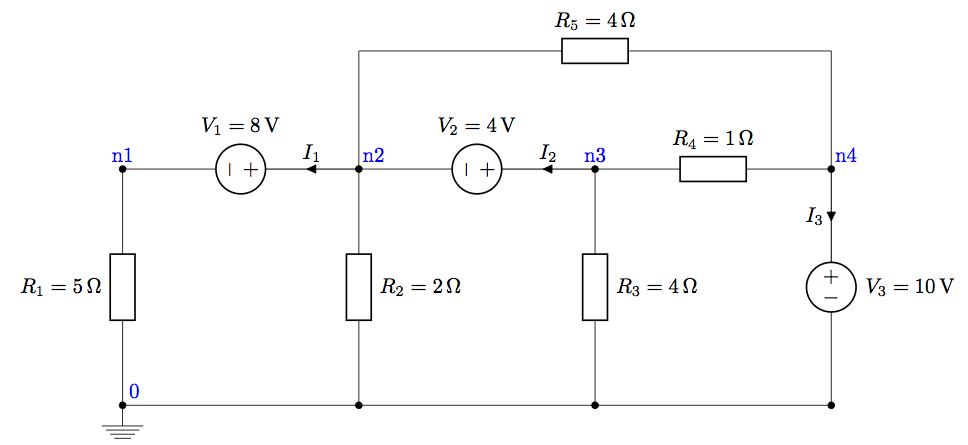 R₅ = 4 Ω
V₁ = 8 V
V₂ = 4 V
R₄ = 1 Ω
n1
I₁
n2
I₂
n3
n4
I₃
R₁ = 5 Ω
R₂ = 2 Ω
R₃ = 4 Ω
V₃ = 10 V
0